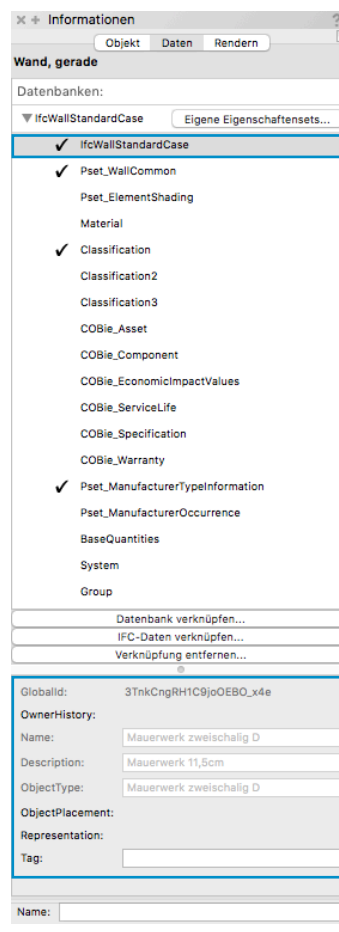 Informationen ?
Objekt Daten Rendern
Wand, gerade
Datenbanken:
IfcWallStandardCase Eigene Eigenschaftensets...
✓ IfcWallStandardCase
✓ Pset_WallCommon
Pset_ElementShading
Material
✓ Classification
Classification2
Classification3
COBie_Asset
COBie_Component
COBie_EconomicImpactValues
COBie_ServiceLife
COBie_Specification
COBie_Warranty
✓ Pset_ManufacturerTypeInformation
Pset_ManufacturerOccurrence
BaseQuantities
System
Group
Datenbank verknüpfen...
IFC-Daten verknüpfen...
Verknüpfung entfernen...
GlobalId: 3TnkCngRH1C9joOEBO_x4e
OwnerHistory:
Name: Mauerwerk zweischalig D
Description: Mauerwerk 11,5cm
ObjectType: Mauerwerk zweischalig D
ObjectPlacement:
Representation:
Tag:
Name: